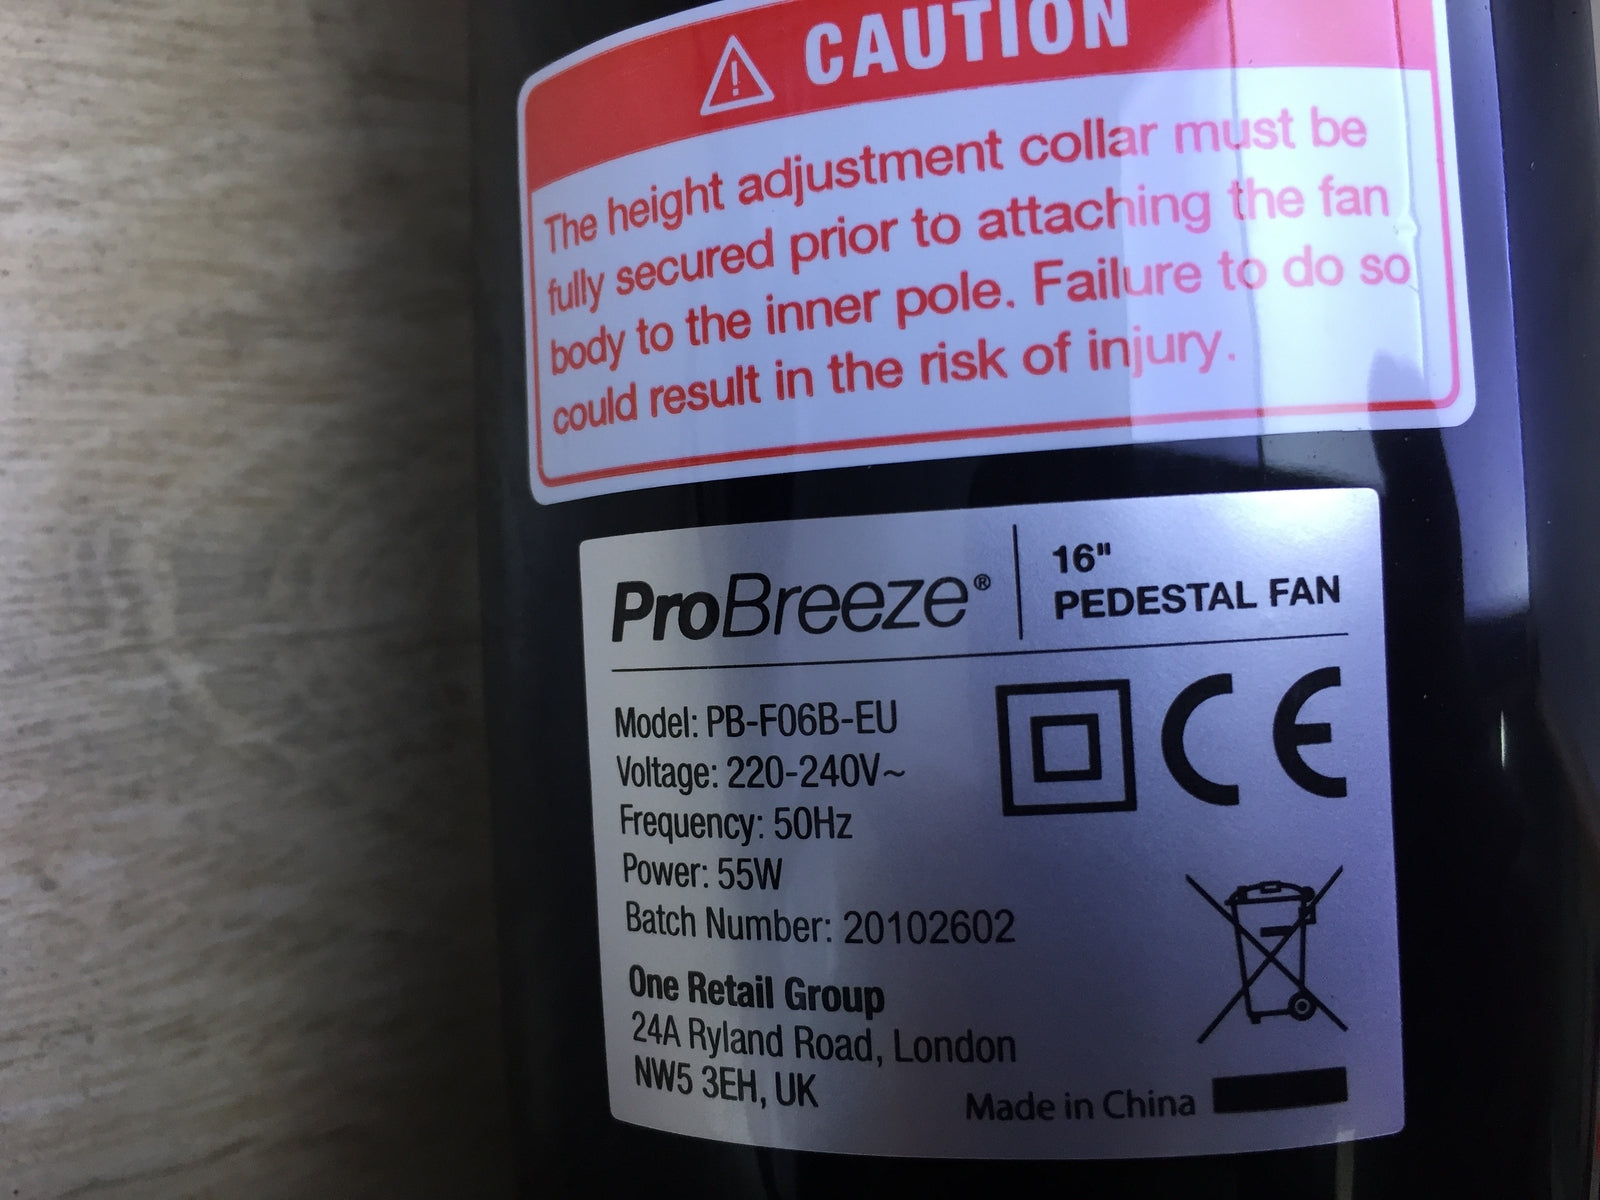 CAUTION
The height adjustment collar must be
fully secured prior to attaching the fan
body to the inner pole. Failure to do so
could result in the risk of injury.
ProBreeze®
16"
PEDESTAL FAN
Model: PB-F06B-EU
Voltage: 220-240V~
Frequency: 50Hz
Power: 55W
Batch Number: 20102602
CE
One Retail Group
24A Ryland Road, London
NW5 3EH, UK
Made in China